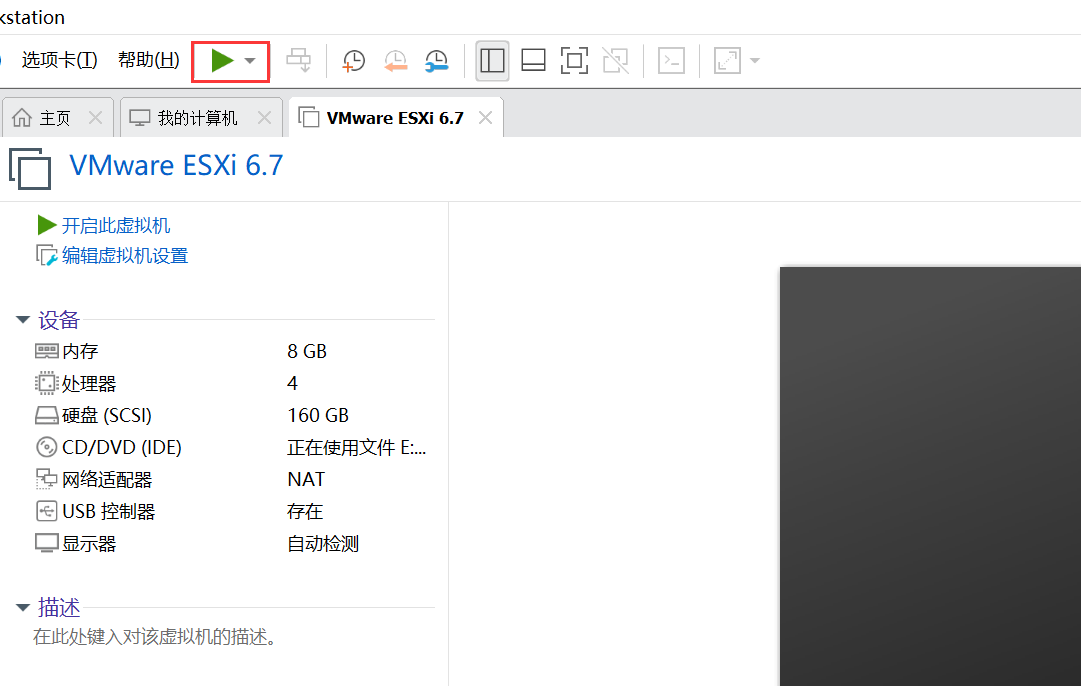 kstation
选项卡(T) 帮助(H)
主页 我的计算机 VMware ESXi 6.7
VMware ESXi 6.7
开启此虚拟机
编辑虚拟机设置
设备
内存 8 GB
处理器 4
硬盘 (SCSI) 160 GB
CD/DVD (IDE) 正在使用文件 E:...
网络适配器 NAT
USB 控制器 存在
显示器 自动检测
描述
在此处键入对该虚拟机的描述。